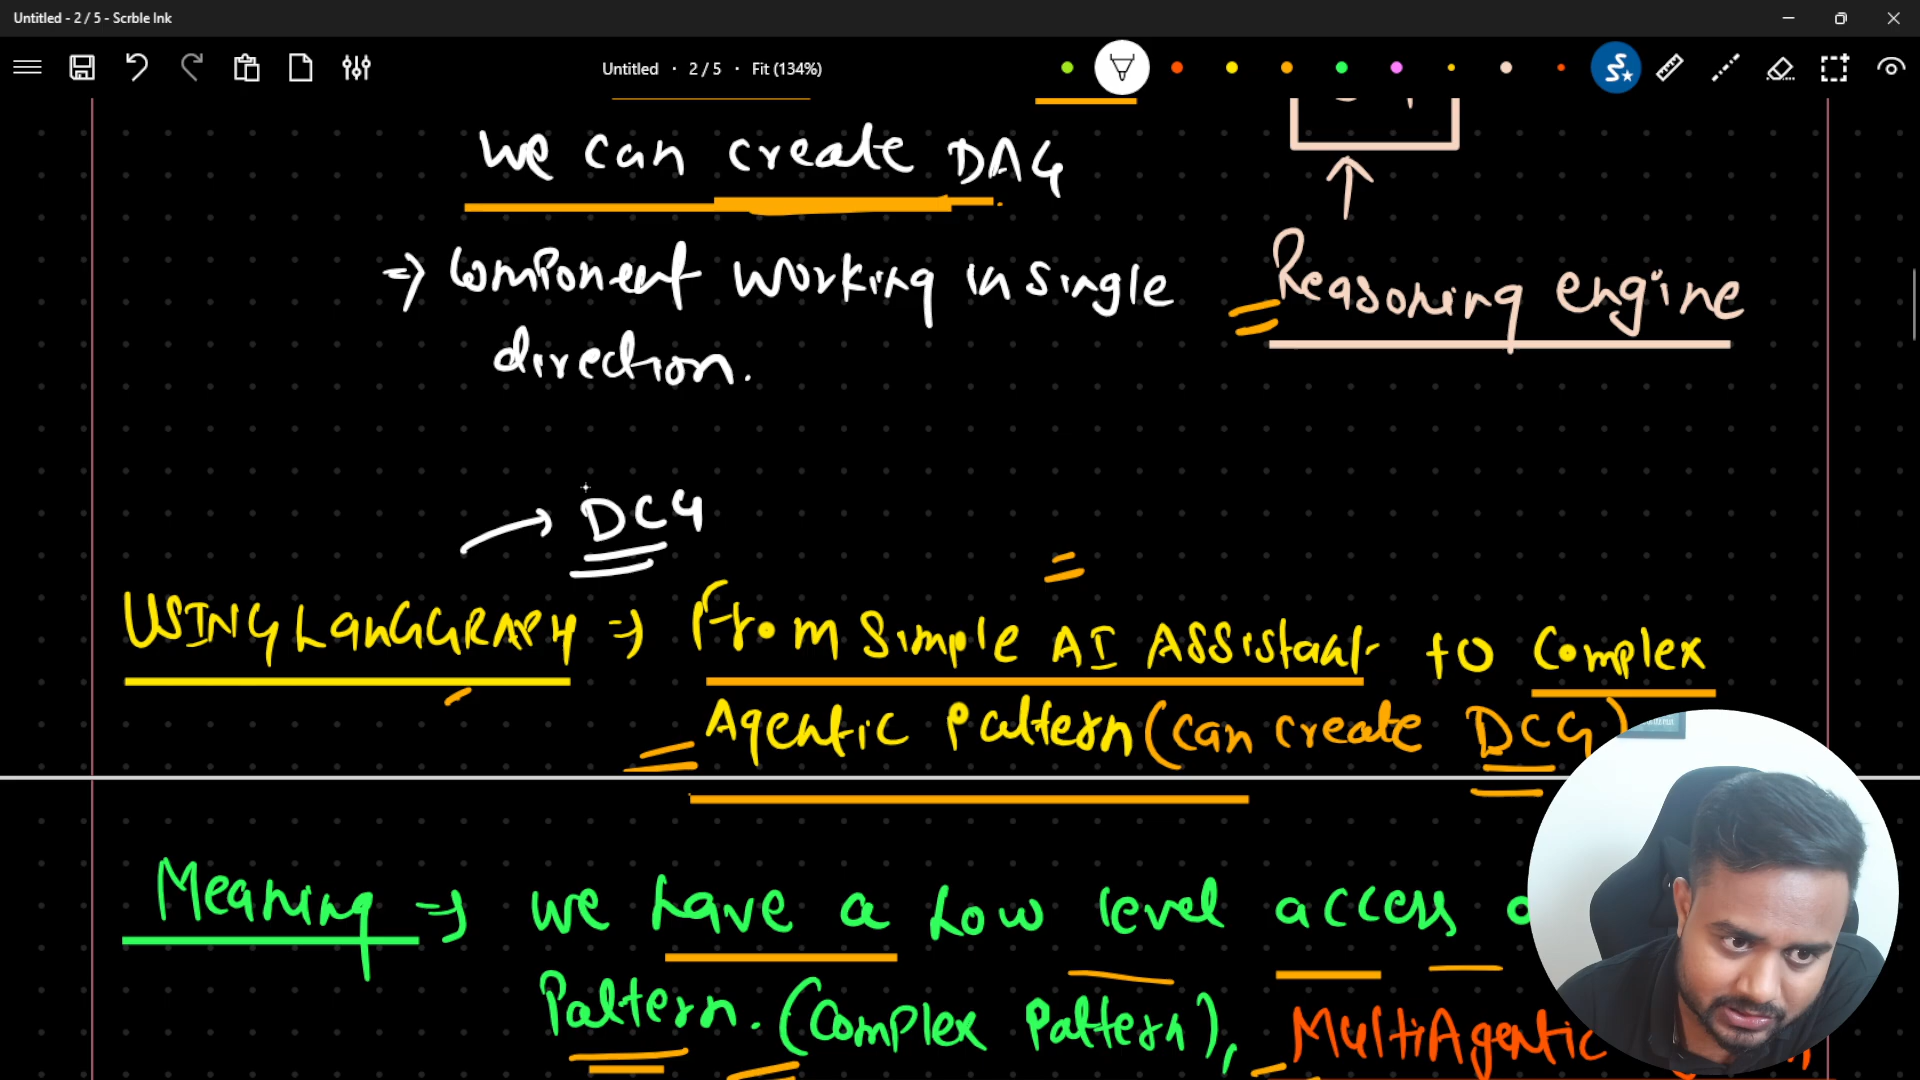 Untitled - 2 / 5 - Scrble Ink
Untitled · 2 / 5 · Fit (134%)
we can create DAG
=> Component working in single
direction.
Reasoning engine
→ DCG
USING LanGGRAPH => From Simple AI Assistant to Complex
Agentic Pattern (can create DCG)
Meaning => we have a Low level access
Pattern. (Complex Pattern), MultiAgentic